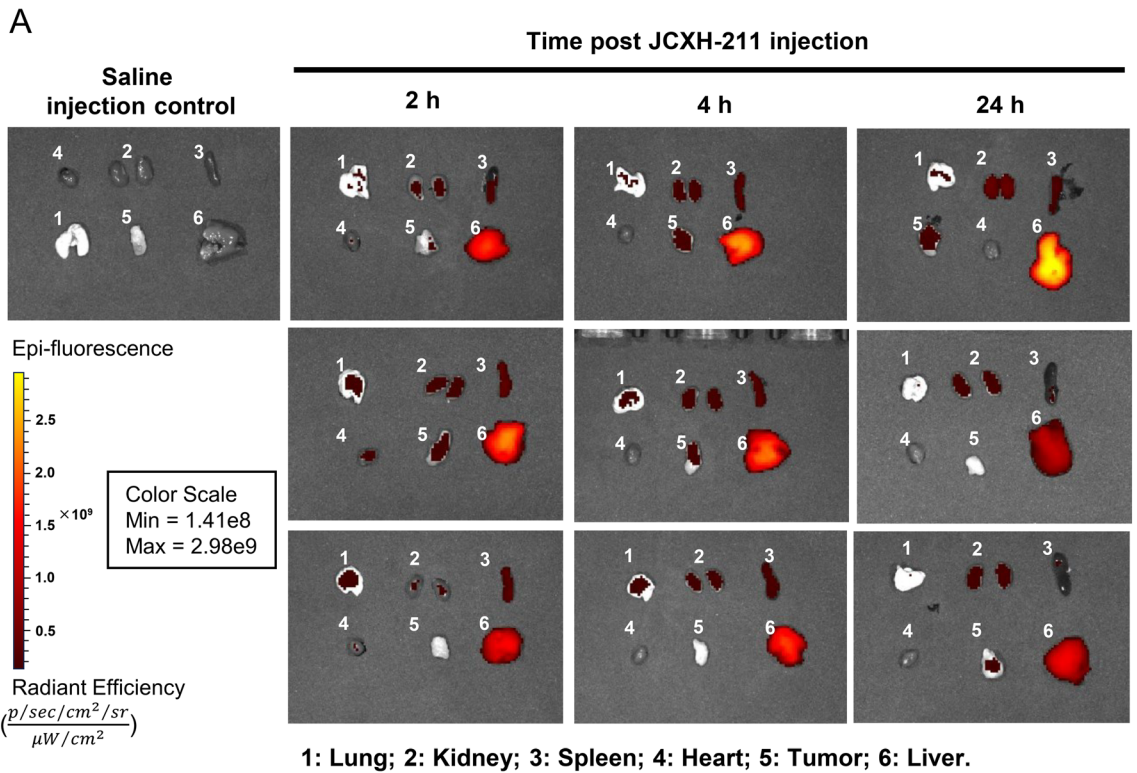 A
Time post JCXH-211 injection
Saline
injection control
2 h
4 h
24 h
4 2 3
1 5 6
1 2 3
4 5 6
1 2 3
4 5 6
1 2 3
5 4 6
Epi-fluorescence
2.5
2.0
1.5 ×10⁹
1.0
0.5
Color Scale
Min = 1.41e8
Max = 2.98e9
Radiant Efficiency
(p/sec/cm²/sr
µW/cm²)
1 2 3
4 5 6
1 2 3
4 5 6
1 2 3
4 5 6
1 2 3
4 5 6
1 2 3
4 5 6
1 2 3
4 5 6
1: Lung; 2: Kidney; 3: Spleen; 4: Heart; 5: Tumor; 6: Liver.